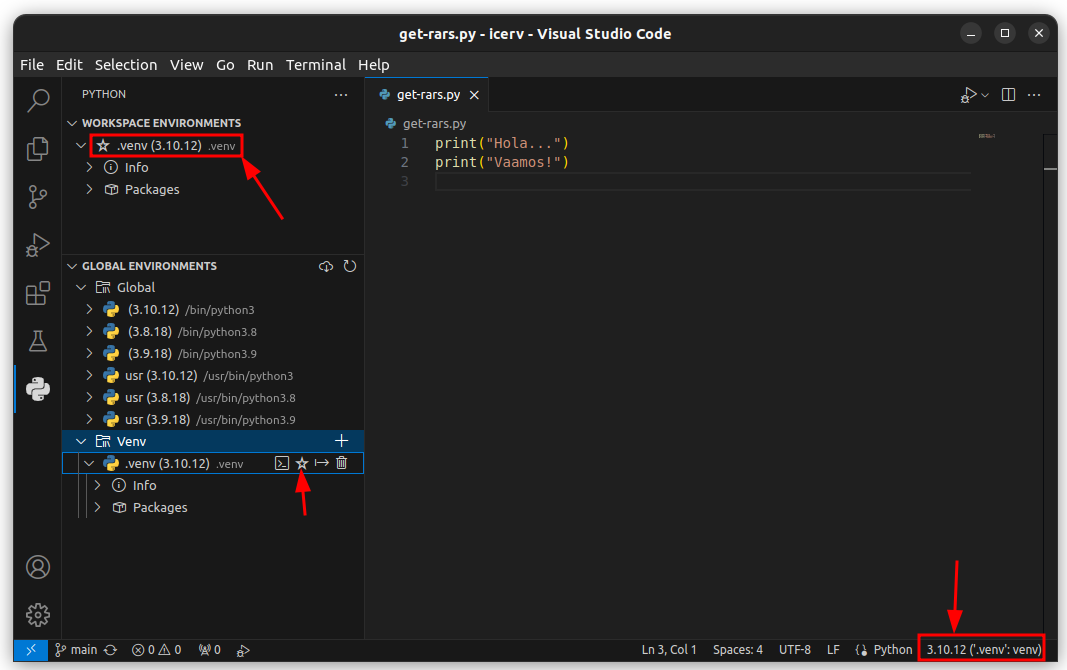 get-rars.py - icerv - Visual Studio Code
File Edit Selection View Go Run Terminal Help
PYTHON
WORKSPACE ENVIRONMENTS
.venv (3.10.12) .venv
Info
Packages
GLOBAL ENVIRONMENTS
Global
(3.10.12) /bin/python3
(3.8.18) /bin/python3.8
(3.9.18) /bin/python3.9
usr (3.10.12) /usr/bin/python3
usr (3.8.18) /usr/bin/python3.8
usr (3.9.18) /usr/bin/python3.9
Venv
.venv (3.10.12) .venv
Info
Packages
get-rars.py
get-rars.py
1 print("Hola...")
2 print("Vaamos!")
3
main 0 0 0 Ln 3, Col 1 Spaces: 4 UTF-8 LF Python 3.10.12 ('.venv': venv)